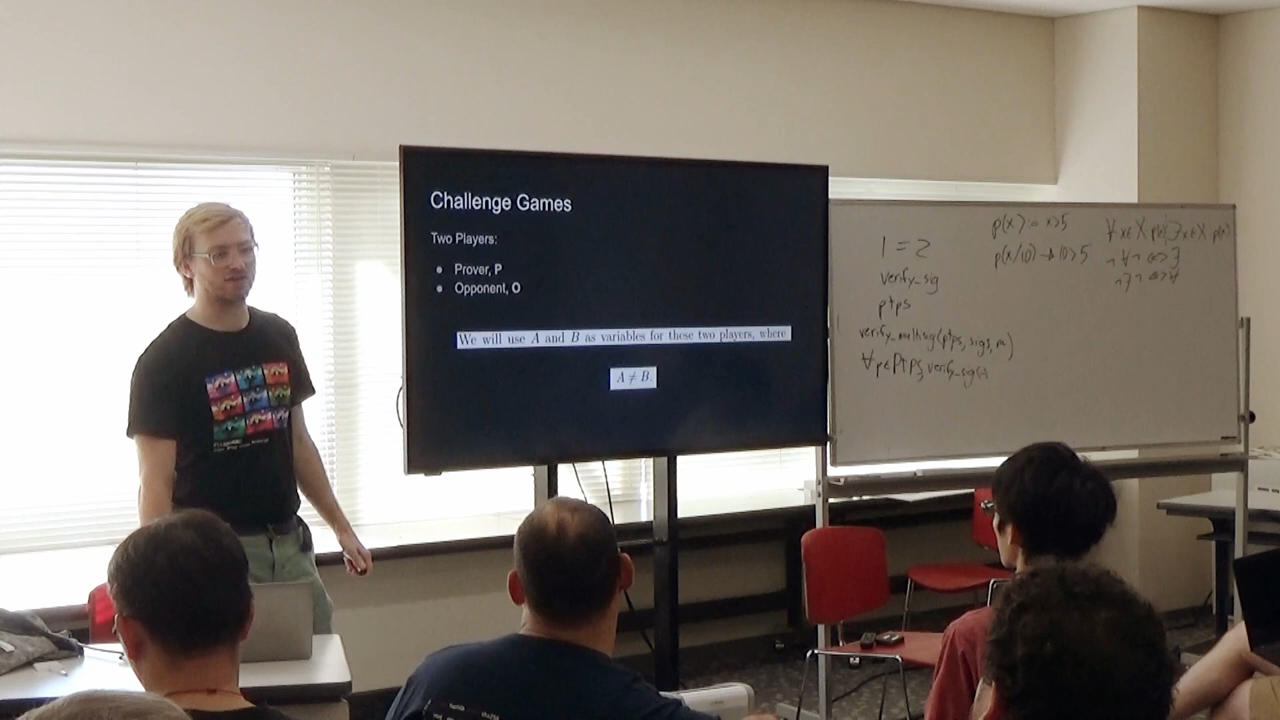 Challenge Games
Two Players:
● Prover, P
● Opponent, O
We will use A and B as variables for these two players, where
A ≠ B.
1 = 2
verify_sig
ptps
verify_multisig(ptps, sigs, m)
∀p∈ptps, verify_sig(
p(x) := x>5
p(x/10) → 10>5
∀x∈X p(x) ∃x∈X p(x)
¬∀¬ ⇔ ∃
¬∃¬ ⇔ ∀